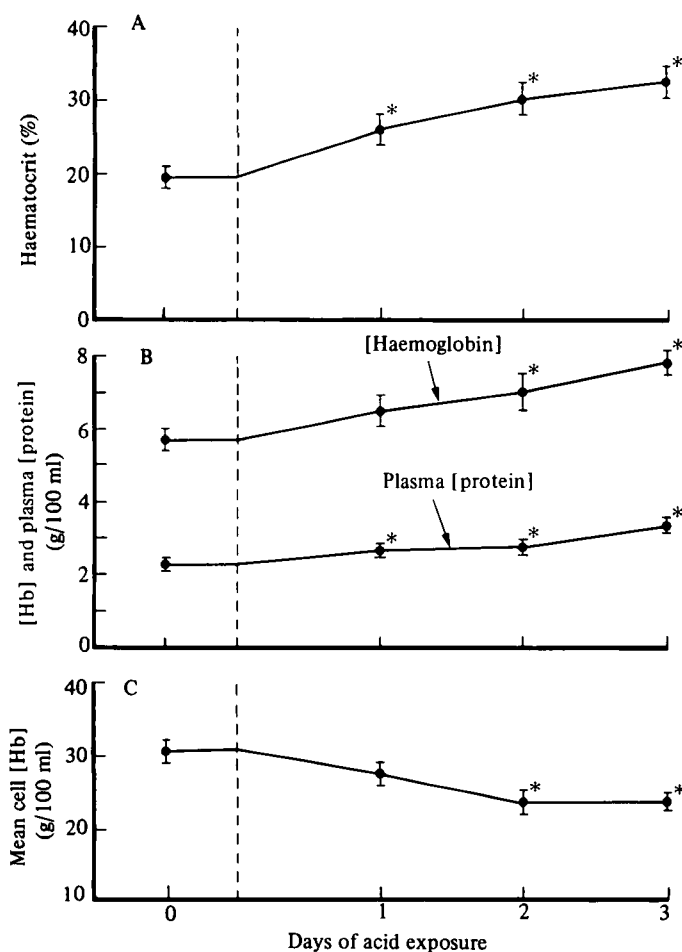 A
40
30
20
10
0
Haematocrit (%)
*
*
*
B
8
6
4
2
0
[Hb] and plasma [protein]
(g/100 ml)
[Haemoglobin]
*
*
Plasma [protein]
*
*
*
C
40
30
20
10
Mean cell [Hb]
(g/100 ml)
*
*
0
1
2
3
Days of acid exposure